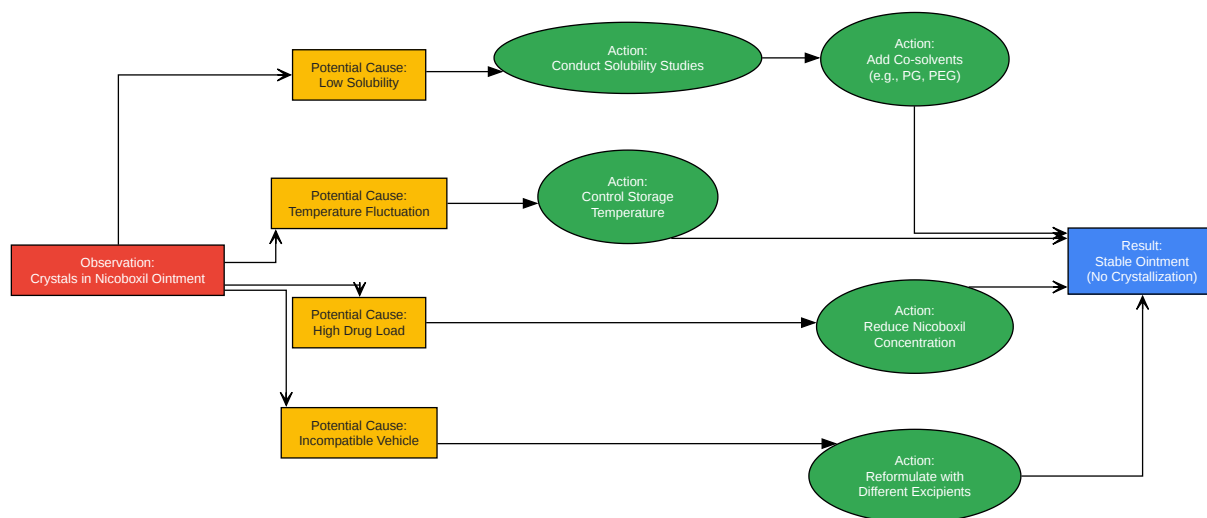 Potential Cause:
Low Solubility
Action:
Conduct Solubility Studies
Action:
Add Co-solvents
(e.g., PG, PEG)
Potential Cause:
Temperature Fluctuation
Action:
Control Storage
Temperature
Observation:
Crystals in Nicoboxil Ointment
Result:
Stable Ointment
(No Crystallization)
Potential Cause:
High Drug Load
Action:
Reduce Nicoboxil
Concentration
Potential Cause:
Incompatible Vehicle
Action:
Reformulate with
Different Excipients